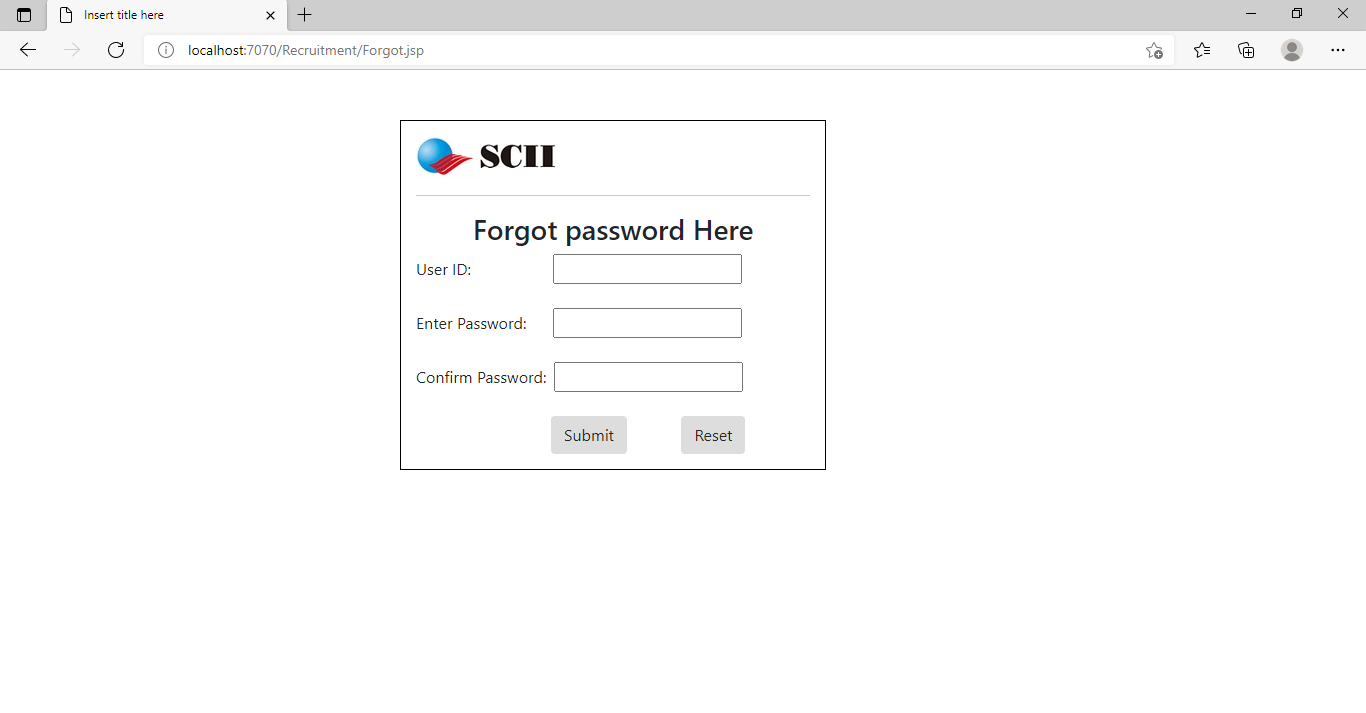 Insert title here
localhost:7070/Recruitment/Forgot.jsp
SCII
Forgot password Here
User ID:
Enter Password:
Confirm Password:
Submit Reset